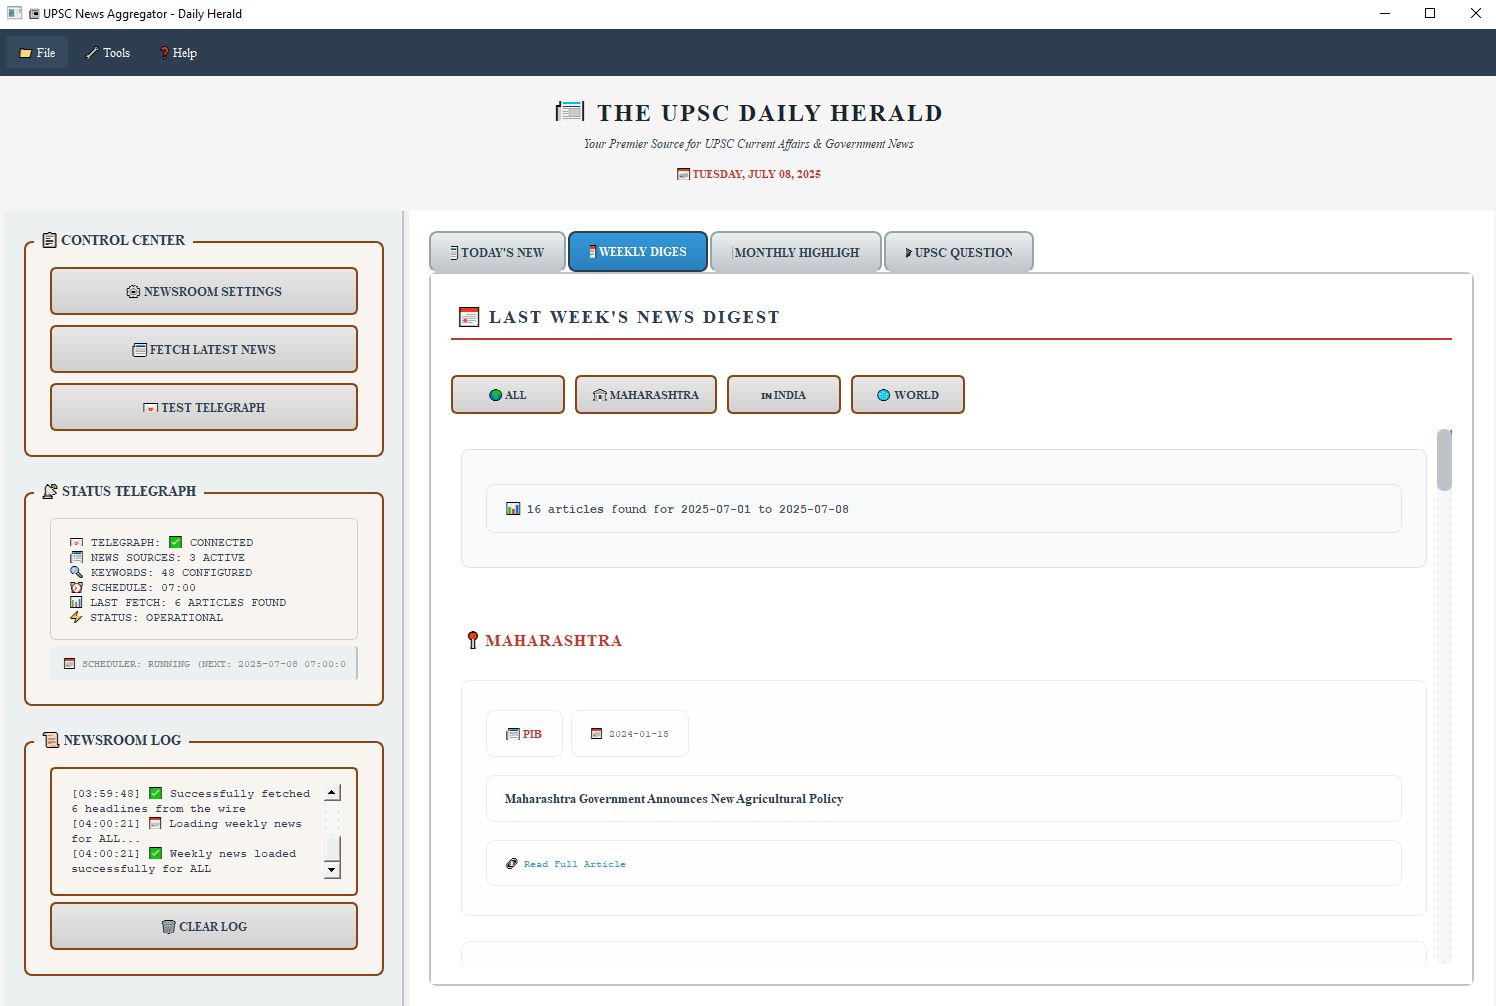 UPSC News Aggregator - Daily Herald
File Tools Help
THE UPSC DAILY HERALD
Your Premier Source for UPSC Current Affairs & Government News
TUESDAY, JULY 08, 2025
CONTROL CENTER
NEWSROOM SETTINGS
FETCH LATEST NEWS
TEST TELEGRAPH
STATUS TELEGRAPH
TELEGRAPH: ✅ CONNECTED
NEWS SOURCES: 3 ACTIVE
KEYWORDS: 48 CONFIGURED
SCHEDULE: 07:00
LAST FETCH: 6 ARTICLES FOUND
STATUS: OPERATIONAL
SCHEDULER: RUNNING (NEXT: 2025-07-08 07:00:0
NEWSROOM LOG
[03:59:48] ✅ Successfully fetched
6 headlines from the wire
[04:00:21] Loading weekly news
for ALL...
[04:00:21] ✅ Weekly news loaded
successfully for ALL
CLEAR LOG
TODAY'S NEW WEEKLY DIGES MONTHLY HIGHLIGH UPSC QUESTION
LAST WEEK'S NEWS DIGEST
ALL MAHARASHTRA IN INDIA WORLD
16 articles found for 2025-07-01 to 2025-07-08
MAHARASHTRA
PIB 2024-01-15
Maharashtra Government Announces New Agricultural Policy
Read Full Article